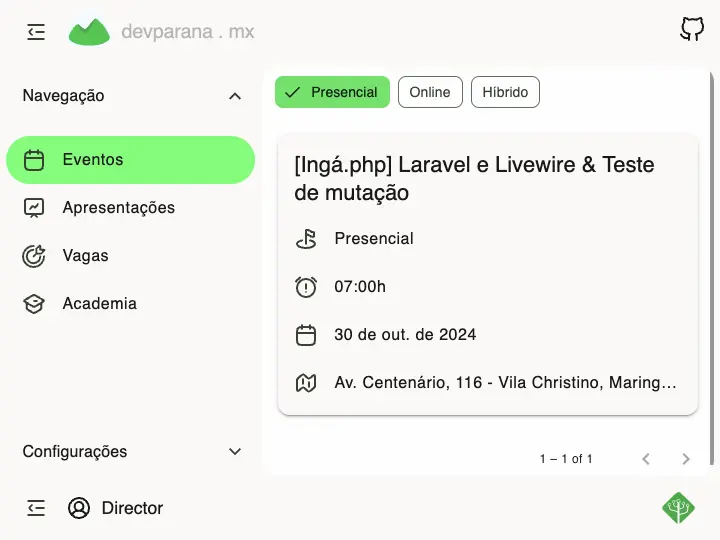 devparana . mx
Navegação
Eventos
Apresentações
Vagas
Academia
Configurações
Director
Presencial
Online
Híbrido
[Ingá.php] Laravel e Livewire & Teste
de mutação
Presencial
07:00h
30 de out. de 2024
Av. Centenário, 116 - Vila Christino, Maring...
1 – 1 of 1